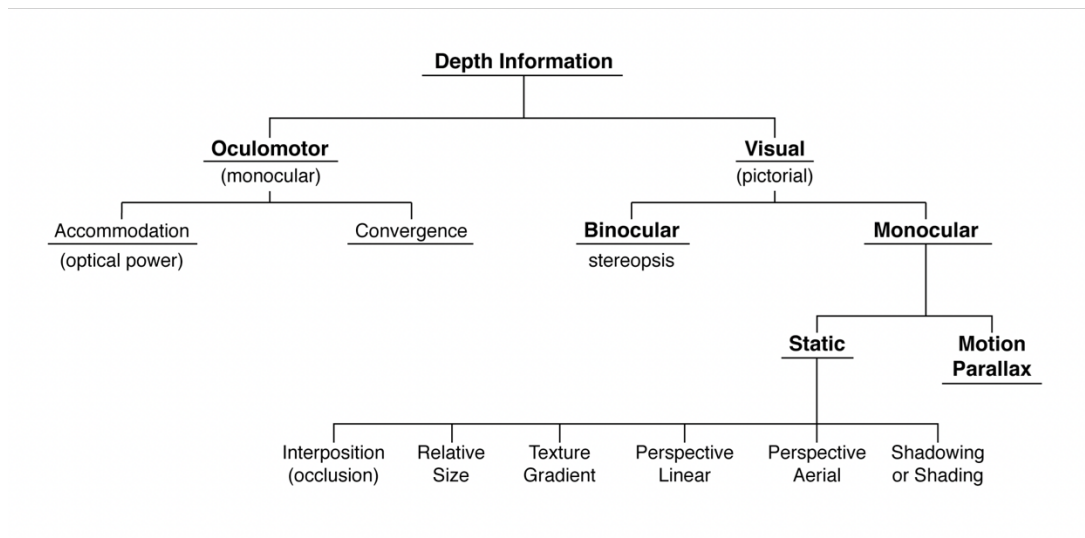 Depth Information
Oculomotor
(monocular)
Visual
(pictorial)
Accommodation
(optical power)
Convergence
Binocular
stereopsis
Monocular
Static
Motion
Parallax
Interposition
(occlusion)
Relative
Size
Texture
Gradient
Perspective
Linear
Perspective
Aerial
Shadowing
or Shading